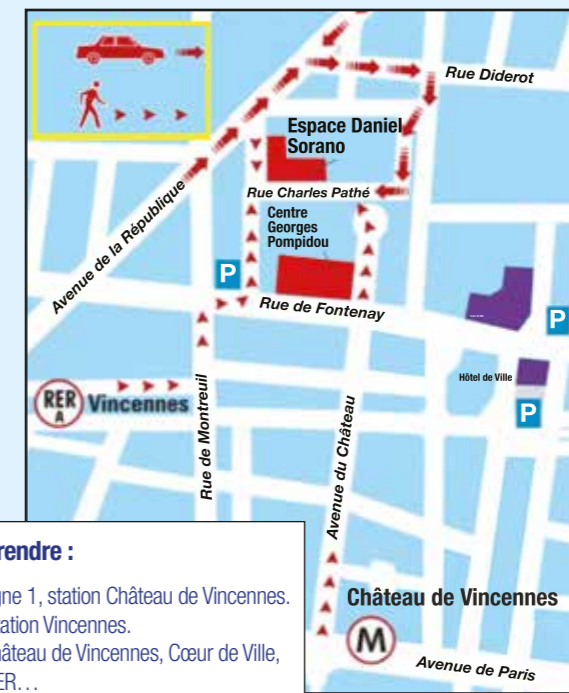 Rue Diderot
Espace Daniel
Sorano
Rue Charles Pathé
Avenue de la République
Centre
Georges
Pompidou
P
Rue de Fontenay
P
Hôtel de Ville
P
RER
A
Vincennes
Rue de Montreuil
Avenue du Château
rendre :
gne 1, station Château de Vincennes.
tation Vincennes.
hâteau de Vincennes, Cœur de Ville,
ER…
Château de Vincennes
M
Avenue de Paris